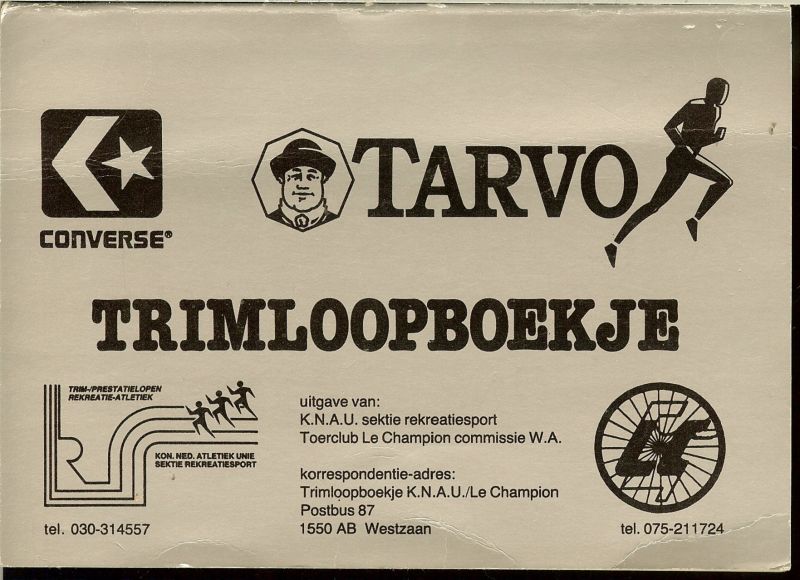 CONVERSE®
TARVO
TRIMLOOPBOEKJE
TRIM-/PRESTATIELOPEN
REKREATIE-ATLETIEK
KON. NED. ATLETIEK UNIE
SEKTIE REKREATIESPORT
tel. 030-314557
uitgave van:
K.N.A.U. sektie rekreatiesport
Toerclub Le Champion commissie W.A.
korrespondentie-adres:
Trimloopboekje K.N.A.U./Le Champion
Postbus 87
1550 AB Westzaan
tel. 075-211724